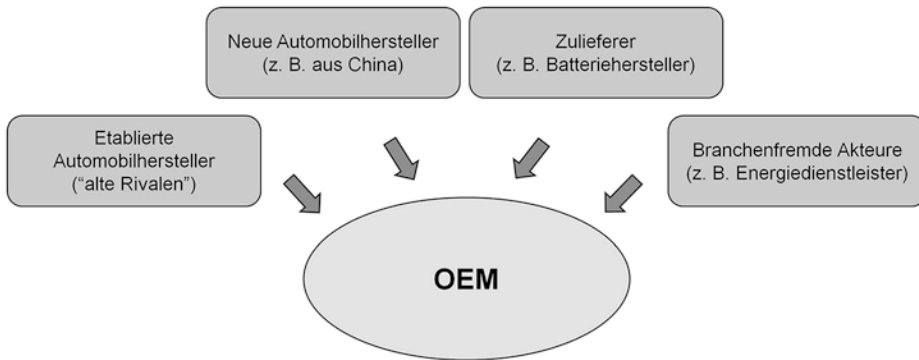 Neue Automobilhersteller
(z. B. aus China)
Zulieferer
(z. B. Batteriehersteller)
Etablierte
Automobilhersteller
("alte Rivalen”)
Branchenfremde Akteure
(z. B. Energiedienstleister)
OEM